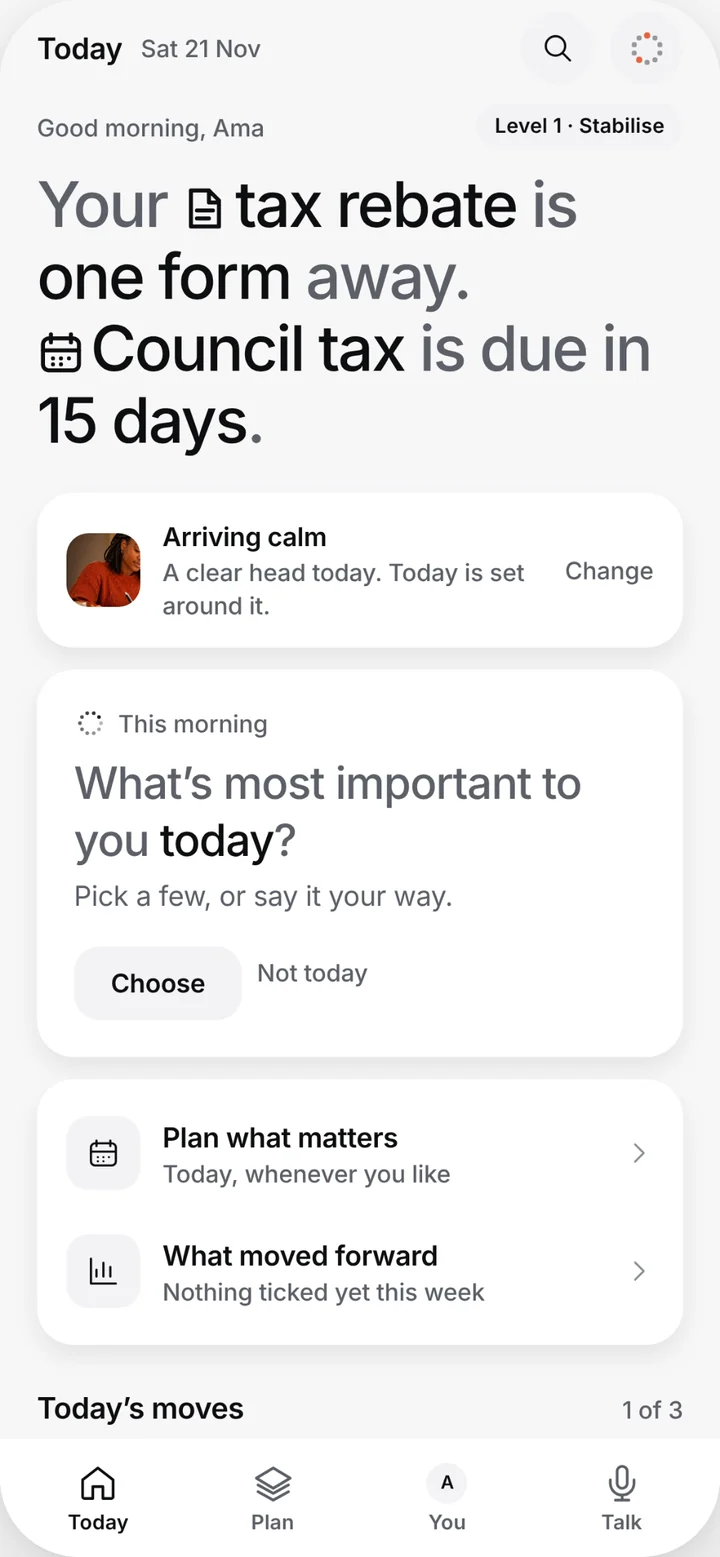 Today Sat 21 Nov
Good morning, Ama
Level 1 · Stabilise
Your tax rebate is
one form away.
Council tax is due in
15 days.
Arriving calm
A clear head today. Today is set
around it.
Change
This morning
What’s most important to
you today?
Pick a few, or say it your way.
Choose
Not today
Plan what matters
Today, whenever you like
What moved forward
Nothing ticked yet this week
Today’s moves
1 of 3
Today
Plan
A
You
Talk